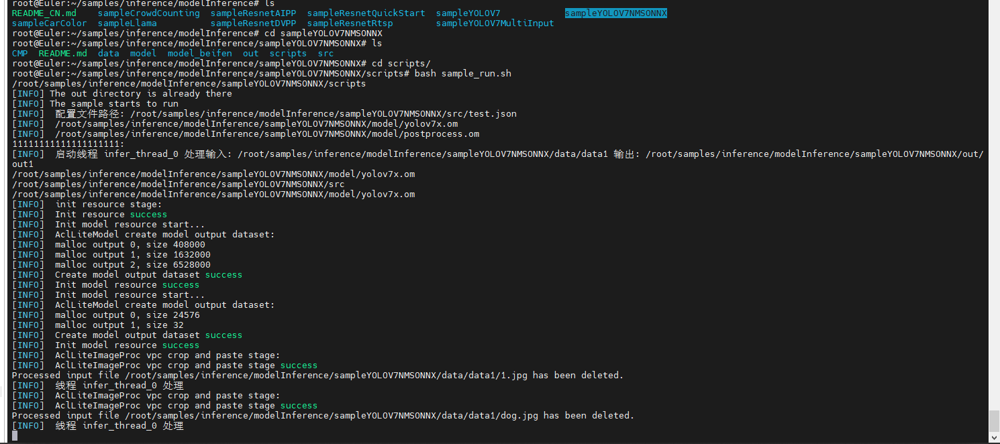 root@Euler:~/samples/inference/modelInference# ls
README_CN.md sampleCrowdCounting sampleResnetAIPP sampleResnetQuickStart sampleYOLOV7 sampleYOLOV7NMSONNX
sampleCarColor sampleLlama sampleResnetDVPP sampleResnetRtsp sampleYOLOV7MultiInput
root@Euler:~/samples/inference/modelInference# cd sampleYOLOV7NMSONNX
root@Euler:~/samples/inference/modelInference/sampleYOLOV7NMSONNX# ls
CMP README.md data model model_beifen out scripts src
root@Euler:~/samples/inference/modelInference/sampleYOLOV7NMSONNX# cd scripts/
root@Euler:~/samples/inference/modelInference/sampleYOLOV7NMSONNX/scripts# bash sample_run.sh
/root/samples/inference/modelInference/sampleYOLOV7NMSONNX/scripts
[INFO] The out directory is already there
[INFO] The sample starts to run
[INFO] 配置文件路径: /root/samples/inference/modelInference/sampleYOLOV7NMSONNX/src/test.json
[INFO] /root/samples/inference/modelInference/sampleYOLOV7NMSONNX/model/yolov7x.om
[INFO] /root/samples/inference/modelInference/sampleYOLOV7NMSONNX/model/postprocess.om
11111111111111111111:
[INFO] 启动线程 infer_thread_0 处理输入: /root/samples/inference/modelInference/sampleYOLOV7NMSONNX/data/data1 输出: /root/samples/inference/modelInference/sampleYOLOV7NMSONNX/out/
out1
/root/samples/inference/modelInference/sampleYOLOV7NMSONNX/model/yolov7x.om
/root/samples/inference/modelInference/sampleYOLOV7NMSONNX/src
/root/samples/inference/modelInference/sampleYOLOV7NMSONNX/model/yolov7x.om
[INFO] init resource stage:
[INFO] Init resource success
[INFO] Init model resource start...
[INFO] AclLiteModel create model output dataset:
[INFO] malloc output 0, size 408000
[INFO] malloc output 1, size 1632000
[INFO] malloc output 2, size 6528000
[INFO] Create model output dataset success
[INFO] Init model resource success
[INFO] Init model resource start...
[INFO] AclLiteModel create model output dataset:
[INFO] malloc output 0, size 24576
[INFO] malloc output 1, size 32
[INFO] Create model output dataset success
[INFO] Init model resource success
[INFO] AclLiteImageProc vpc crop and paste stage:
[INFO] AclLiteImageProc vpc crop and paste stage success
Processed input file /root/samples/inference/modelInference/sampleYOLOV7NMSONNX/data/data1/1.jpg has been deleted.
[INFO] 线程 infer_thread_0 处理
[INFO] AclLiteImageProc vpc crop and paste stage:
[INFO] AclLiteImageProc vpc crop and paste stage success
Processed input file /root/samples/inference/modelInference/sampleYOLOV7NMSONNX/data/data1/dog.jpg has been deleted.
[INFO] 线程 infer_thread_0 处理